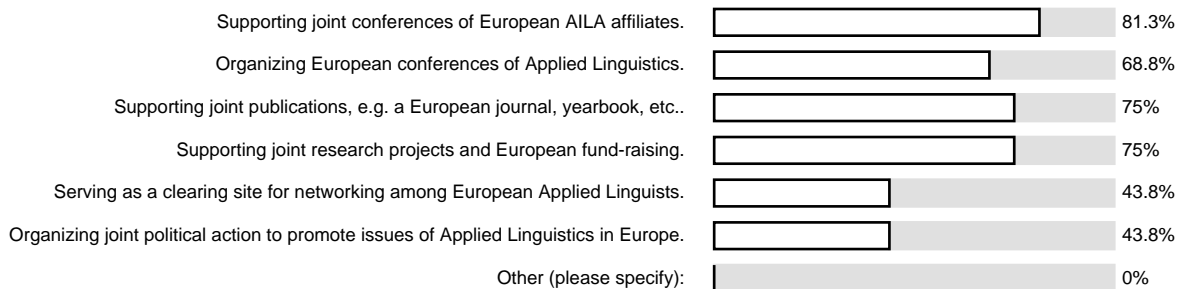 Supporting joint conferences of European AILA affiliates. 81.3%
Organizing European conferences of Applied Linguistics. 68.8%
Supporting joint publications, e.g. a European journal, yearbook, etc.. 75%
Supporting joint research projects and European fund-raising. 75%
Serving as a clearing site for networking among European Applied Linguists. 43.8%
Organizing joint political action to promote issues of Applied Linguistics in Europe. 43.8%
Other (please specify): 0%